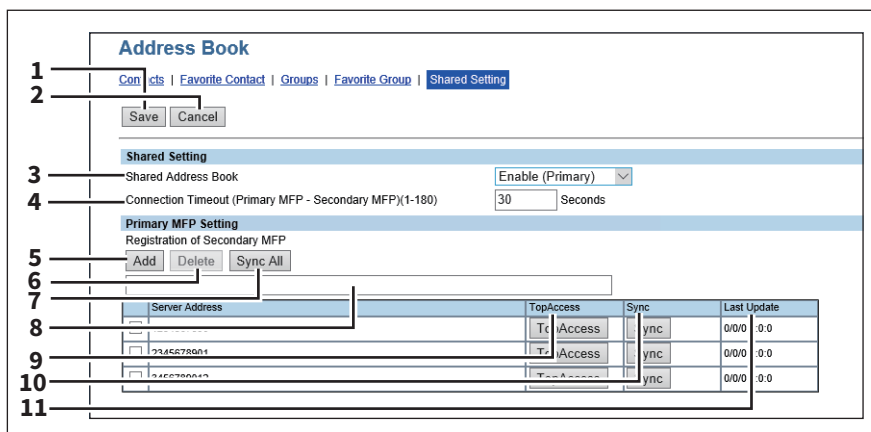 Address Book
Contacts | Favorite Contact | Groups | Favorite Group | Shared Setting
1
2
Save Cancel
Shared Setting
3 Shared Address Book Enable (Primary)
4 Connection Timeout (Primary MFP - Secondary MFP)(1-180) 30 Seconds
Primary MFP Setting
Registration of Secondary MFP
5 Add Delete Sync All
6
7
8 Server Address TopAccess Sync Last Update
TopAccess Sync 0/0/0 :0:0
9 2345678901 TopAccess Sync 0/0/0 :0:0
10 3456789012 TopAccess Sync 0/0/0 :0:0
11